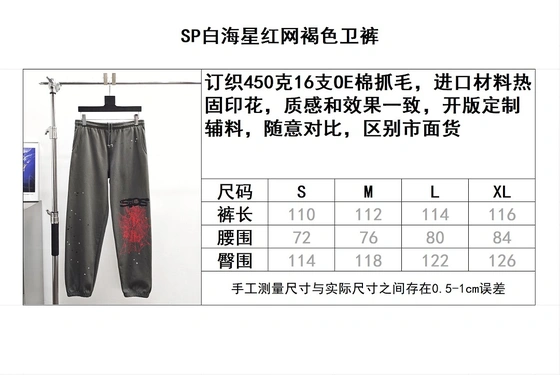 SP白海星红网褐色卫裤
订织450克16支OE棉抓毛，进口材料热
固印花，质感和效果一致，开版定制
辅料，随意对比，区别市面货
尺码 S M L XL
裤长 110 112 114 116
腰围 72 76 80 84
臀围 114 118 122 126
手工测量尺寸与实际尺寸之间存在0.5-1cm误差